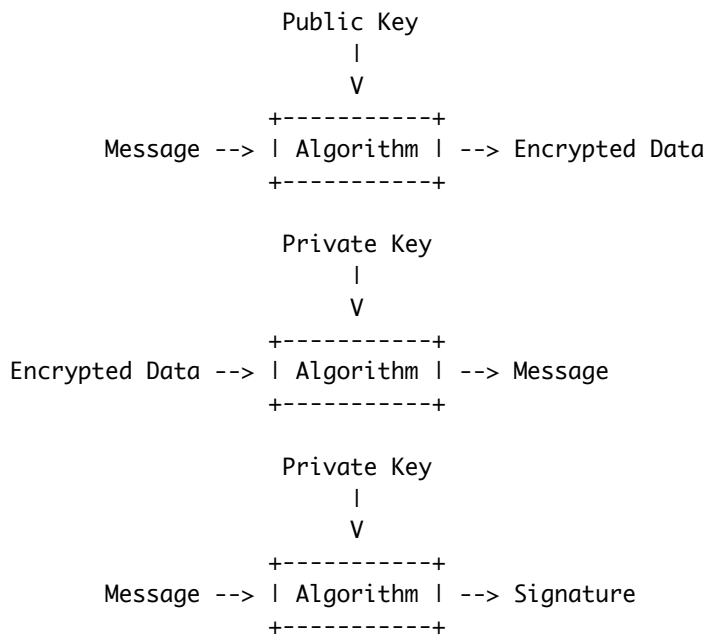 Public Key
|
V
+-----------+
Message --> | Algorithm | --> Encrypted Data
+-----------+
Private Key
|
V
+-----------+
Encrypted Data --> | Algorithm | --> Message
+-----------+
Private Key
|
V
+-----------+
Message --> | Algorithm | --> Signature
+-----------+